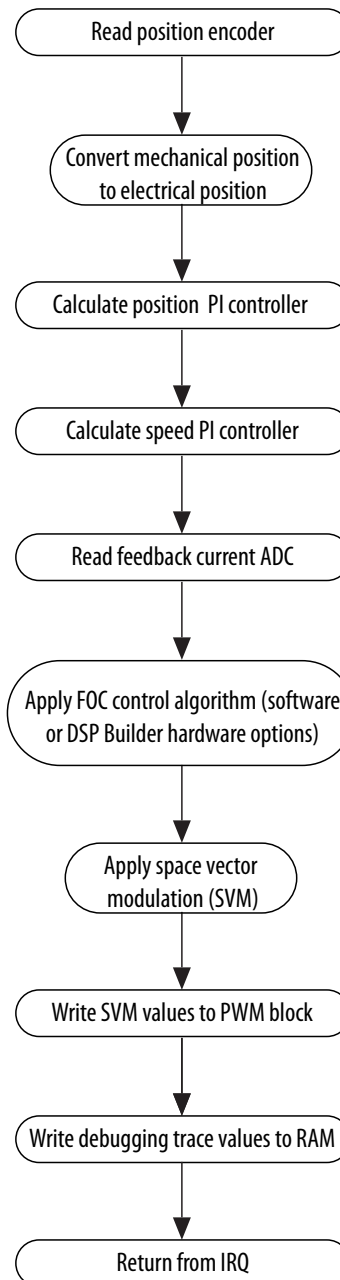 Read position encoder
Convert mechanical position
to electrical position
Calculate position PI controller
Calculate speed PI controller
Read feedback current ADC
Apply FOC control algorithm (software
or DSP Builder hardware options)
Apply space vector
modulation (SVM)
Write SVM values to PWM block
Write debugging trace values to RAM
Return from IRQ